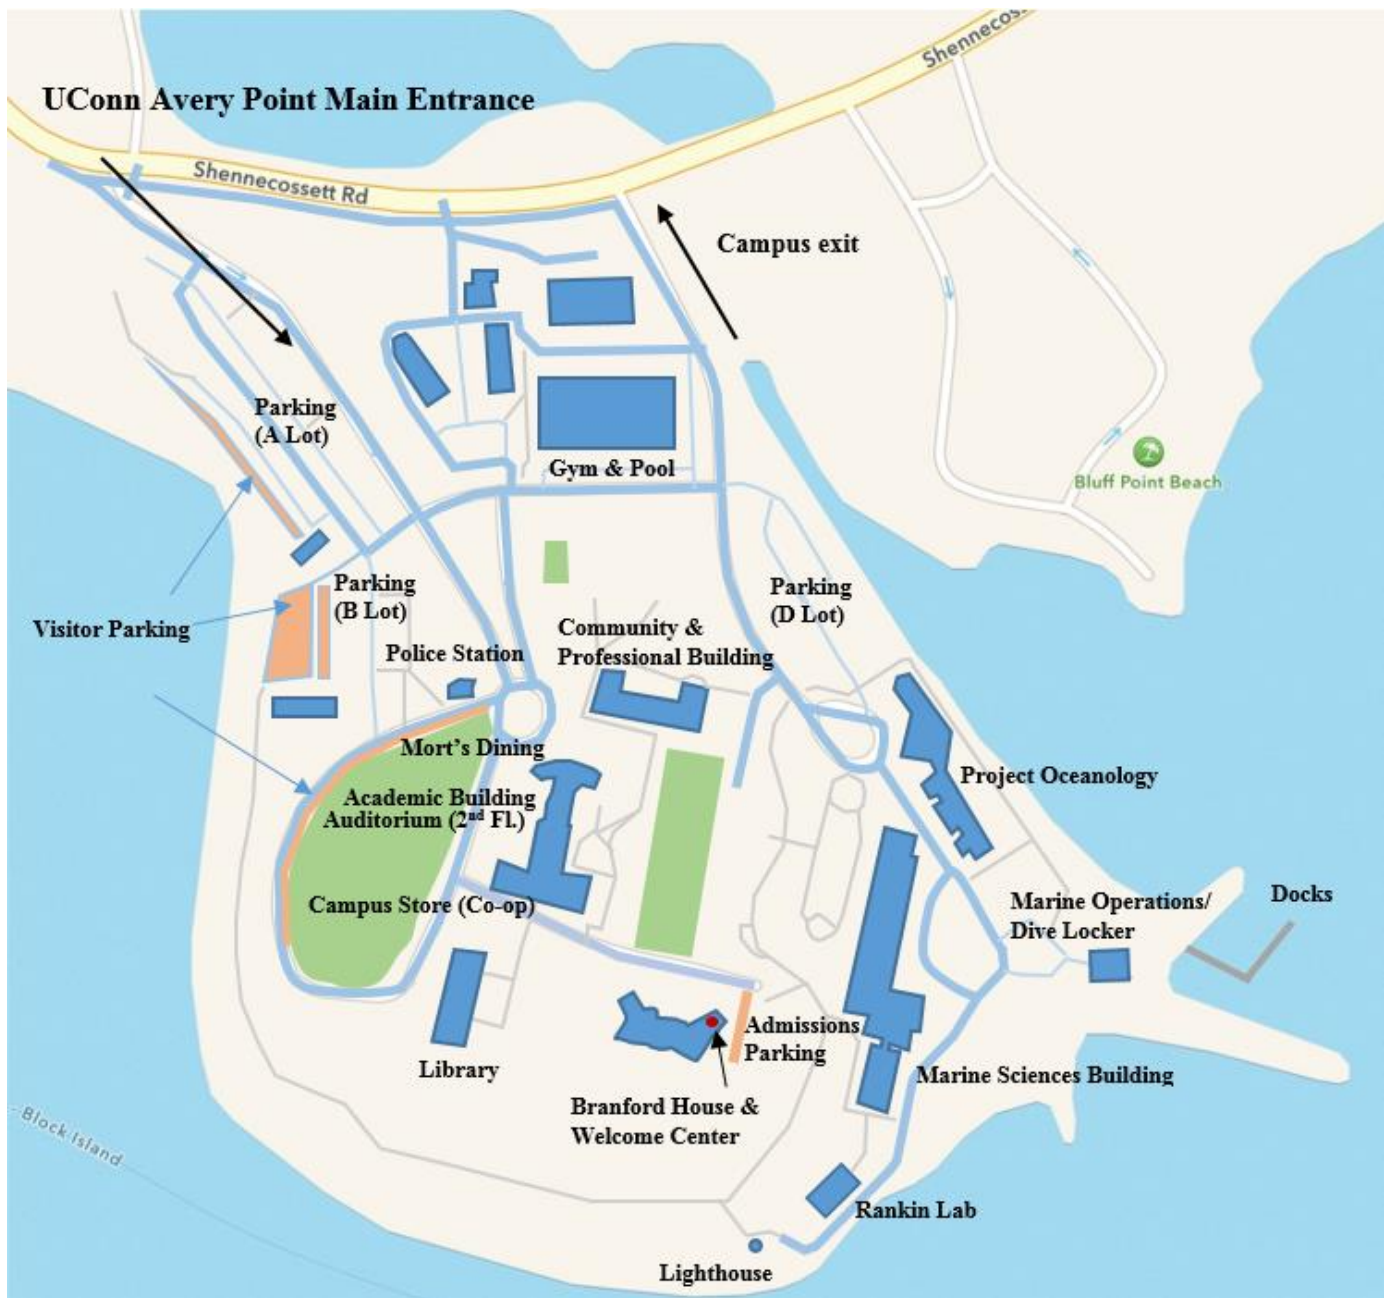 Shennecoss
UConn Avery Point Main Entrance
Shennecossett Rd
Campus exit
Parking
(A Lot)
Gym & Pool
Bluff Point Beach
Parking
(B Lot)
Parking
(D Lot)
Visitor Parking
Community &
Professional Building
Police Station
Mort's Dining
Project Oceanology
Academic Building
Auditorium (2nd Fl.)
Campus Store (Co-op)
Marine Operations/
Dive Locker
Docks
Admissions
Parking
Library
Marine Sciences Building
Branford House &
Welcome Center
Block Island
Rankin Lab
Lighthouse